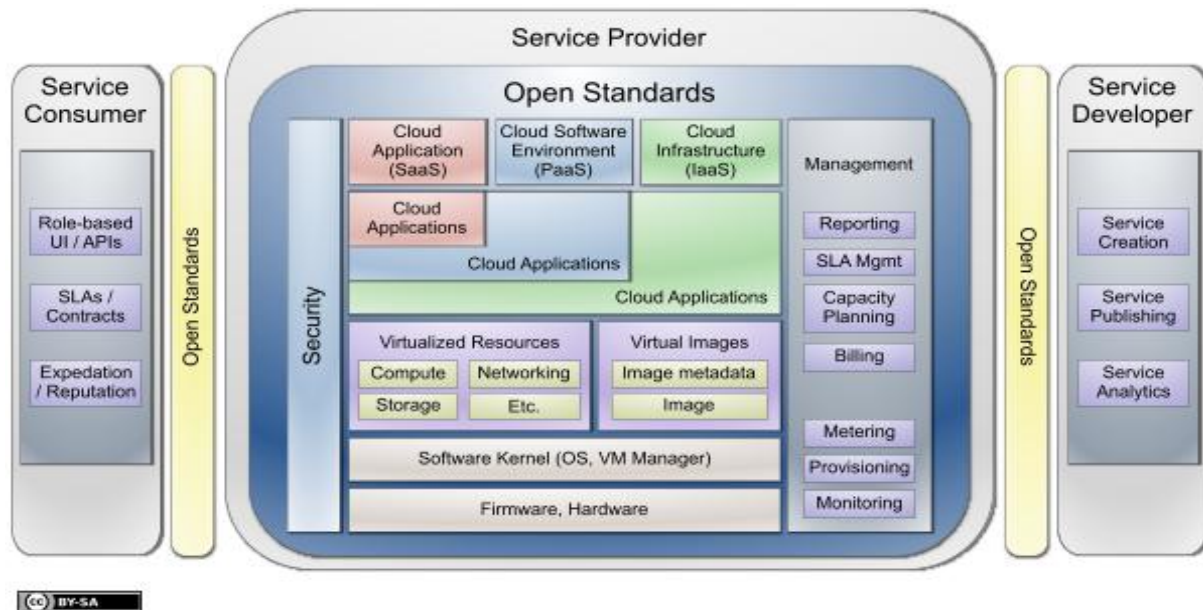 Service Provider
Service
Consumer
Role-based
UI / APIs
SLAs /
Contracts
Expedation
/ Reputation
Open Standards
Open Standards
Security
Cloud
Application
(SaaS)
Cloud Software
Environment
(PaaS)
Cloud
Infrastructure
(IaaS)
Cloud
Applications
Cloud Applications
Cloud Applications
Virtualized Resources
Compute
Networking
Storage
Etc.
Virtual Images
Image metadata
Image
Software Kernel (OS, VM Manager)
Firmware, Hardware
Management
Reporting
SLA Mgmt
Capacity
Planning
Billing
Metering
Provisioning
Monitoring
Open Standards
Service
Developer
Service
Creation
Service
Publishing
Service
Analytics
(cc) BY-SA